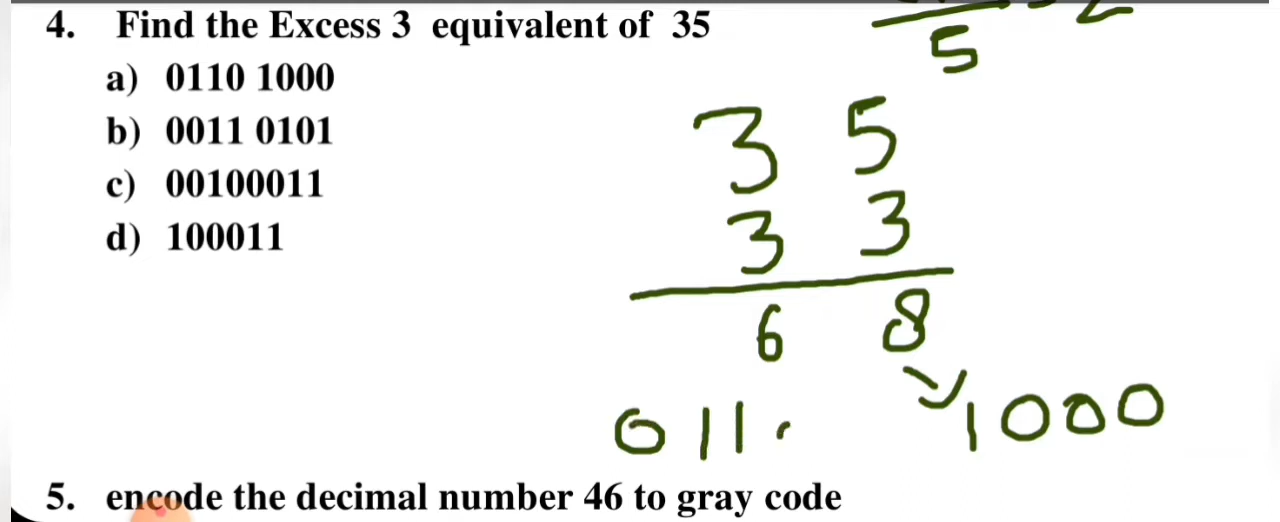 4. Find the Excess 3 equivalent of 35
5
a) 0110 1000
b) 0011 0101
c) 00100011
d) 100011
3 5
3 3
6 8
011
1000
5. encode the decimal number 46 to gray code